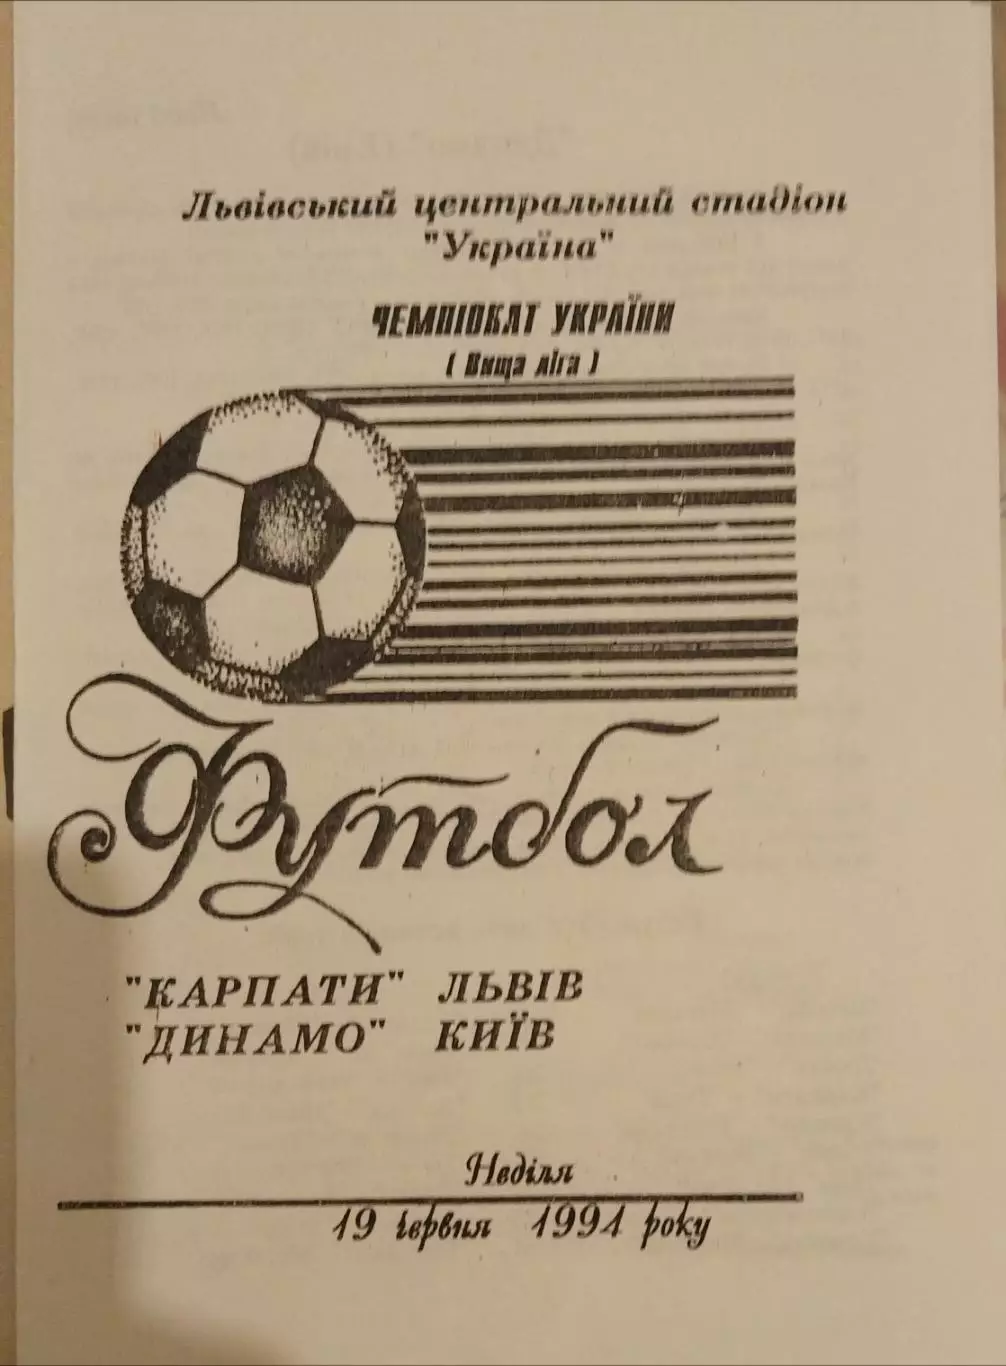 Львівський центральний стадіон
"Україна"
ЧЕМПІОНАТ УКРАЇНИ
( Вища ліга )
Футбол
"КАРПАТИ" ЛЬВІВ
"ДИНАМО" КИЇВ
Неділя
19 червня 1994 року